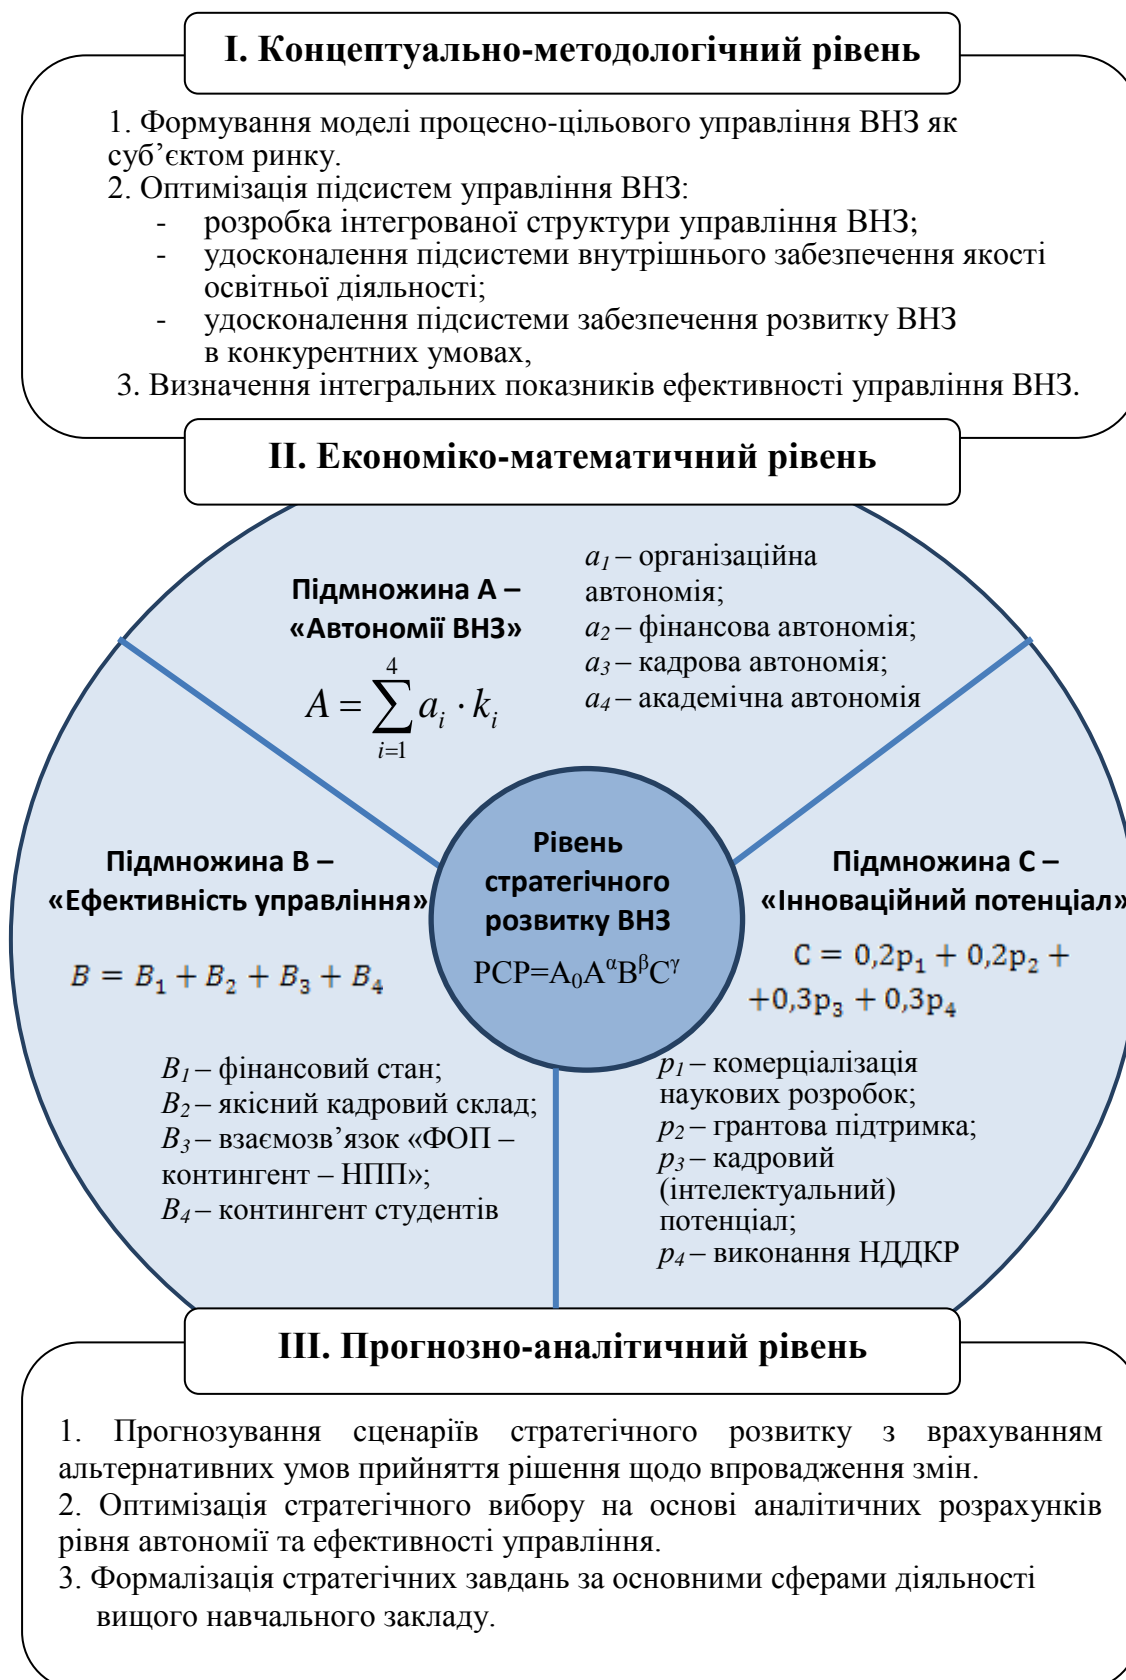 I. Концептуально-методологічний рівень
1. Формування моделі процесно-цільового управління ВНЗ як
суб’єктом ринку.
2. Оптимізація підсистем управління ВНЗ:
- розробка інтегрованої структури управління ВНЗ;
- удосконалення підсистеми внутрішнього забезпечення якості
освітньої діяльності;
- удосконалення підсистеми забезпечення розвитку ВНЗ
в конкурентних умовах,
3. Визначення інтегральних показників ефективності управління ВНЗ.
II. Економіко-математичний рівень
Підмножина А –
«Автономії ВНЗ»
A = ∑_{i=1}^{4} a_i · k_i
a₁ – організаційна
автономія;
a₂ – фінансова автономія;
a₃ – кадрова автономія;
a₄ – академічна автономія
Підмножина В –
«Ефективність управління»
B = B₁ + B₂ + B₃ + B₄
B₁ – фінансовий стан;
B₂ – якісний кадровий склад;
B₃ – взаємозв’язок «ФОП –
контингент – НПП»;
B₄ – контингент студентів
Рівень
стратегічного
розвитку ВНЗ
РСР=A₀A^αB^βC^γ
Підмножина С –
«Інноваційний потенціал»
C = 0,2p₁ + 0,2p₂ +
+0,3p₃ + 0,3p₄
p₁ – комерціалізація
наукових розробок;
p₂ – грантова підтримка;
p₃ – кадровий
(інтелектуальний)
потенціал;
p₄ – виконання НДДКР
III. Прогнозно-аналітичний рівень
1. Прогнозування сценаріїв стратегічного розвитку з врахуванням
альтернативних умов прийняття рішення щодо впровадження змін.
2. Оптимізація стратегічного вибору на основі аналітичних розрахунків
рівня автономії та ефективності управління.
3. Формалізація стратегічних завдань за основними сферами діяльності
вищого навчального закладу.